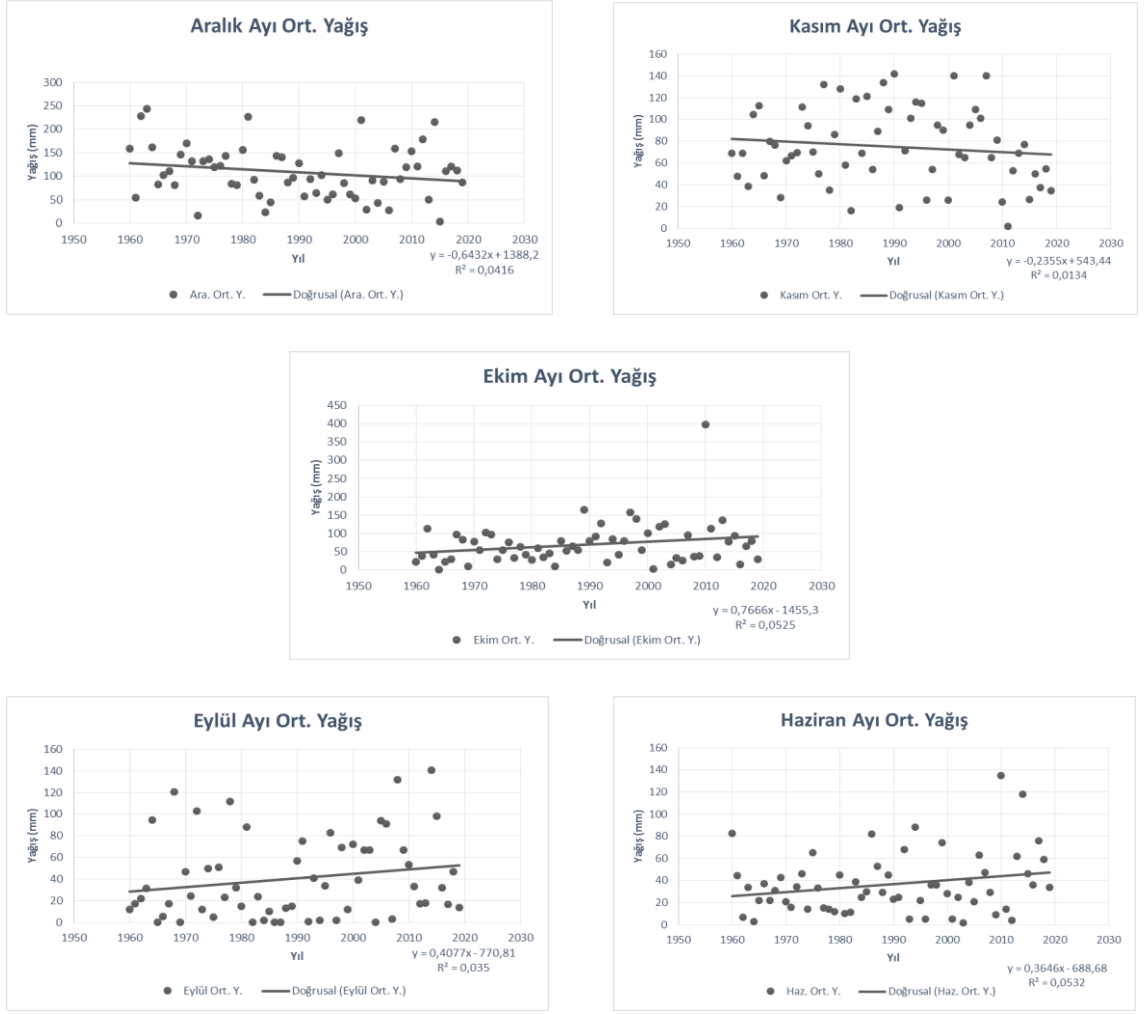 Aralık Ayı Ort. Yağış
Yağış (mm)
300
250
200
150
100
50
0
1950 1960 1970 1980 1990 2000 2010 2020 2030
Yıl
y = -0,6432x + 1388,2
R² = 0,0416
Ara. Ort. Y. Doğrusal (Ara. Ort. Y.)
Kasım Ayı Ort. Yağış
Yağış (mm)
160
140
120
100
80
60
40
20
0
1950 1960 1970 1980 1990 2000 2010 2020 2030
Yıl
y = -0,2355x + 543,44
R² = 0,0134
Kasım Ort. Y. Doğrusal (Kasım Ort. Y.)
Ekim Ayı Ort. Yağış
Yağış (mm)
450
400
350
300
250
200
150
100
50
0
1950 1960 1970 1980 1990 2000 2010 2020 2030
Yıl
y = 0,7666x - 1455,3
R² = 0,0525
Ekim Ort. Y. Doğrusal (Ekim Ort. Y.)
Eylül Ayı Ort. Yağış
Yağış (mm)
160
140
120
100
80
60
40
20
0
1950 1960 1970 1980 1990 2000 2010 2020 2030
Yıl
y = 0,4077x - 770,81
R² = 0,035
Eylül Ort. Y. Doğrusal (Eylül Ort. Y.)
Haziran Ayı Ort. Yağış
Yağış (mm)
160
140
120
100
80
60
40
20
0
1950 1960 1970 1980 1990 2000 2010 2020 2030
Yıl
y = 0,3646x - 688,68
R² = 0,0532
Haz. Ort. Y. Doğrusal (Haz. Ort. Y.)